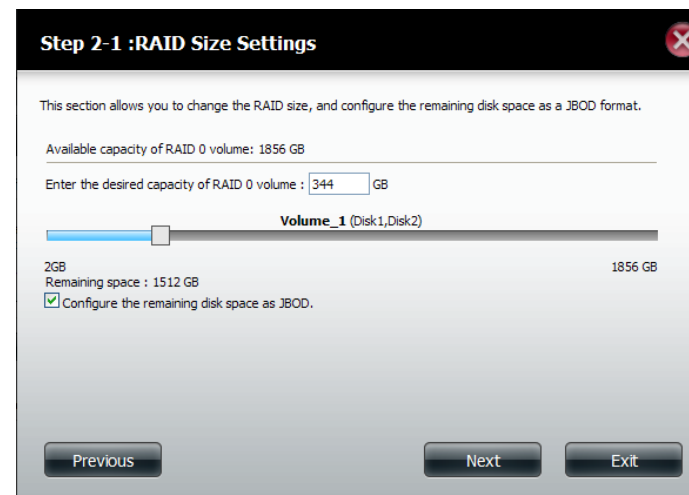 Step 2-1 :RAID Size Settings
This section allows you to change the RAID size, and configure the remaining disk space as a JBOD format.
Available capacity of RAID 0 volume: 1856 GB
Enter the desired capacity of RAID 0 volume : 344 GB
Volume_1 (Disk1,Disk2)
2GB 1856 GB
Remaining space : 1512 GB
Configure the remaining disk space as JBOD.
Previous Next Exit